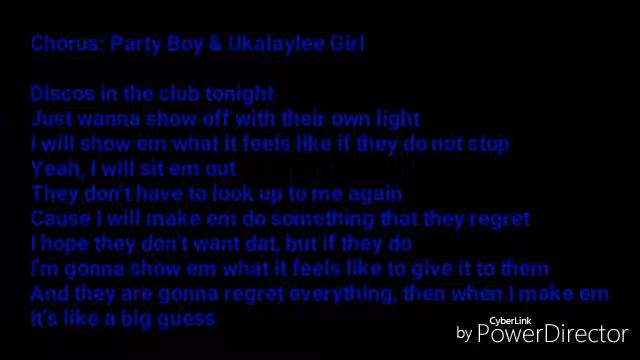 Chorus: Party Boy & Ukalaylee Girl
Discos in the club tonight
Just wanna show off with their own light
I will show em what it feels like if they do not stop
Yeah, I will sit em out
They don't have to look up to me again
Cause I will make em do something that they regret
I hope they don't want dat, but if they do
I'm gonna show em what it feels like to give it to them
And they are gonna regret everything, then when I make em
It's like a big guess
CyberLink
by PowerDirector